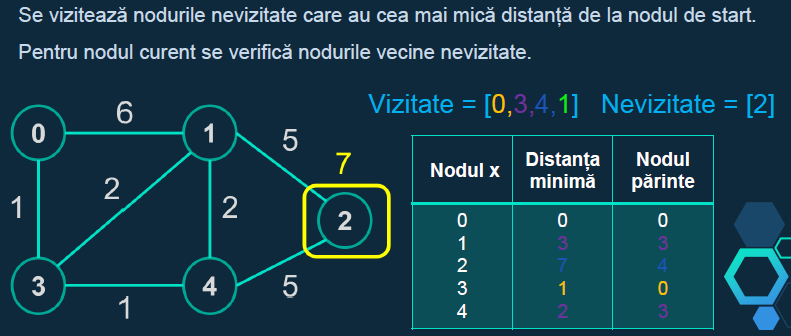 Se vizitează nodurile nevizitate care au cea mai mică distanță de la nodul de start.
Pentru nodul curent se verifică nodurile vecine nevizitate.
Vizitate = [0,3,4,1] Nevizitate = [2]
0 6 1 5 7
1 2 2 2
3 1 4 5
Nodul x Distanța minimă Nodul părinte
0 0 0
1 3 3
2 7 4
3 1 0
4 2 3